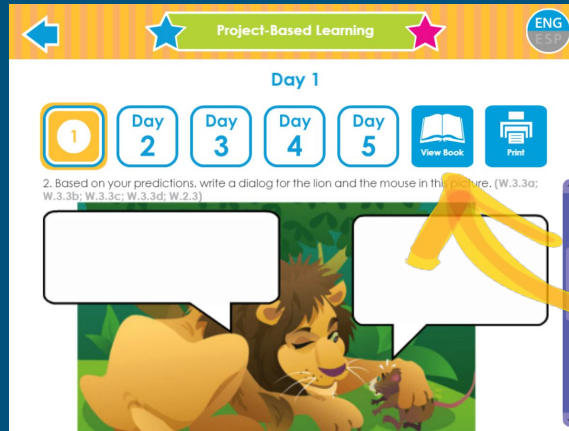 Project-Based Learning
ENG
ESP
Day 1
1
Day
2
Day
3
Day
4
Day
5
View Book
Print
2. Based on your predictions, write a dialog for the lion and the mouse in this picture. (W.3.3a;
W.3.3b; W.3.3c; W.3.3d; W.2.3)